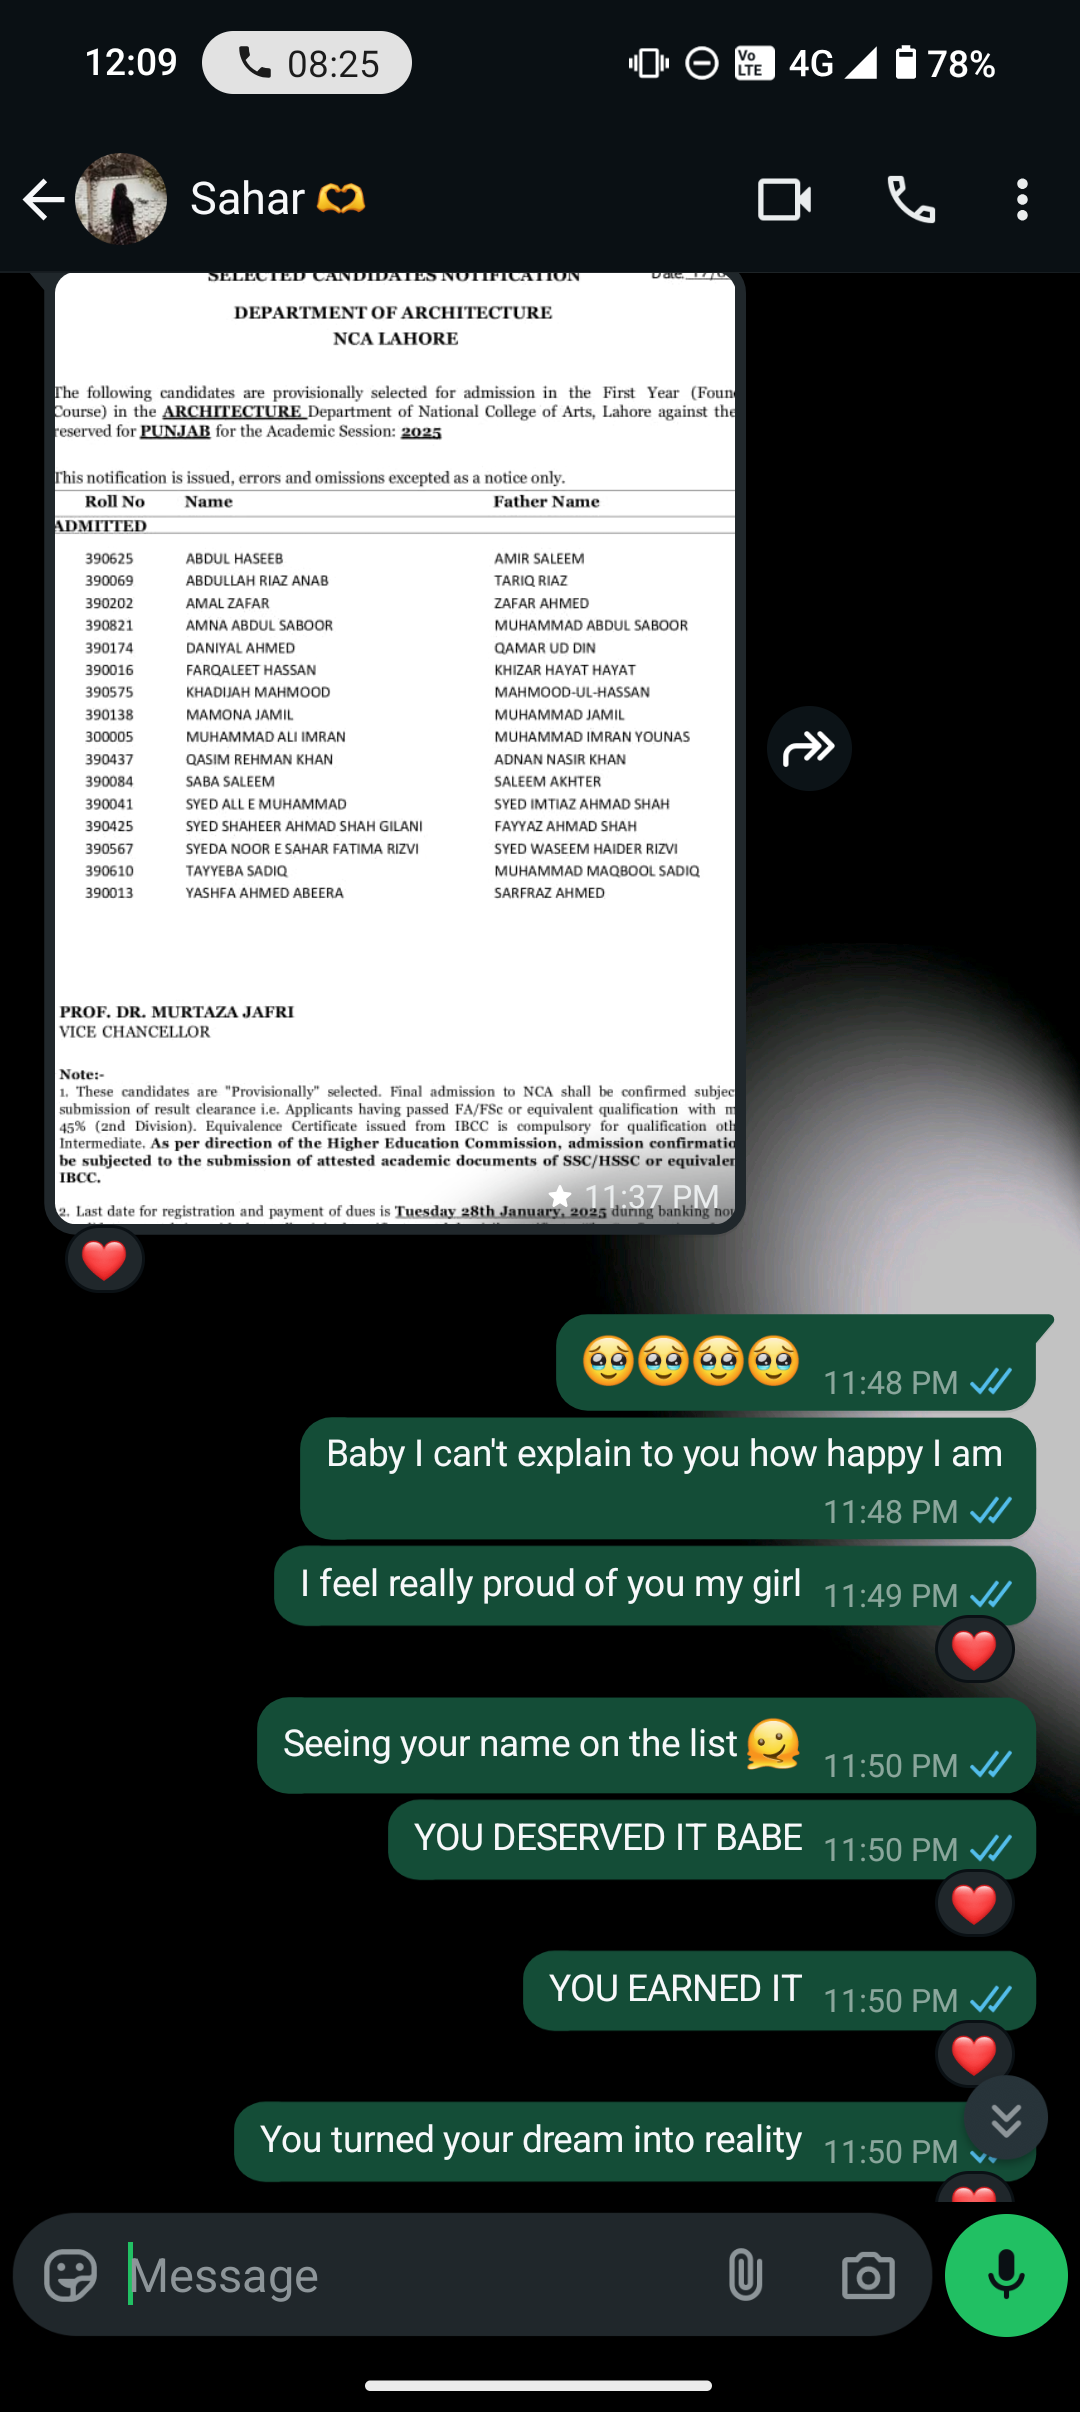 12:09 08:25 Vo LTE 4G 78%
Sahar
SELECTED CANDIDATES NOTIFICATION Date:
DEPARTMENT OF ARCHITECTURE
NCA LAHORE
The following candidates are provisionally selected for admission in the First Year (Foun
Course) in the ARCHITECTURE Department of National College of Arts, Lahore against the
reserved for PUNJAB for the Academic Session: 2025
This notification is issued, errors and omissions excepted as a notice only.
Roll No Name Father Name
ADMITTED
390625 ABDUL HASEEB AMIR SALEEM
390069 ABDULLAH RIAZ ANAB TARIQ RIAZ
390202 AMAL ZAFAR ZAFAR AHMED
390821 AMNA ABDUL SABOOR MUHAMMAD ABDUL SABOOR
390174 DANIYAL AHMED QAMAR UD DIN
390016 FARQALEET HASSAN KHIZAR HAYAT HAYAT
390575 KHADIJAH MAHMOOD MAHMOOD-UL-HASSAN
390138 MAMONA JAMIL MUHAMMAD JAMIL
300005 MUHAMMAD ALI IMRAN MUHAMMAD IMRAN YOUNAS
390437 QASIM REHMAN KHAN ADNAN NASIR KHAN
390084 SABA SALEEM SALEEM AKHTER
390041 SYED ALL E MUHAMMAD SYED IMTIAZ AHMAD SHAH
390425 SYED SHAHEER AHMAD SHAH GILANI FAYYAZ AHMAD SHAH
390567 SYEDA NOOR E SAHAR FATIMA RIZVI SYED WASEEM HAIDER RIZVI
390610 TAYYEBA SADIQ MUHAMMAD MAQBOOL SADIQ
390013 YASHFA AHMED ABEERA SARFRAZ AHMED
PROF. DR. MURTAZA JAFRI
VICE CHANCELLOR
Note:-
1. These candidates are "Provisionally" selected. Final admission to NCA shall be confirmed subjec
submission of result clearance i.e. Applicants having passed FA/FSc or equivalent qualification with m
45% (2nd Division). Equivalence Certificate issued from IBCC is compulsory for qualification oth
Intermediate. As per direction of the Higher Education Commission, admission confirmatio
be subjected to the submission of attested academic documents of SSC/HSSC or equivalen
IBCC.
11:37 PM
2. Last date for registration and payment of dues is Tuesday 28th January, 2025 during banking hou
🥹🥹🥹🥹 11:48 PM
Baby I can't explain to you how happy I am
11:48 PM
I feel really proud of you my girl 11:49 PM
Seeing your name on the list 🫠 11:50 PM
YOU DESERVED IT BABE 11:50 PM
YOU EARNED IT 11:50 PM
You turned your dream into reality 11:50 PM
Message